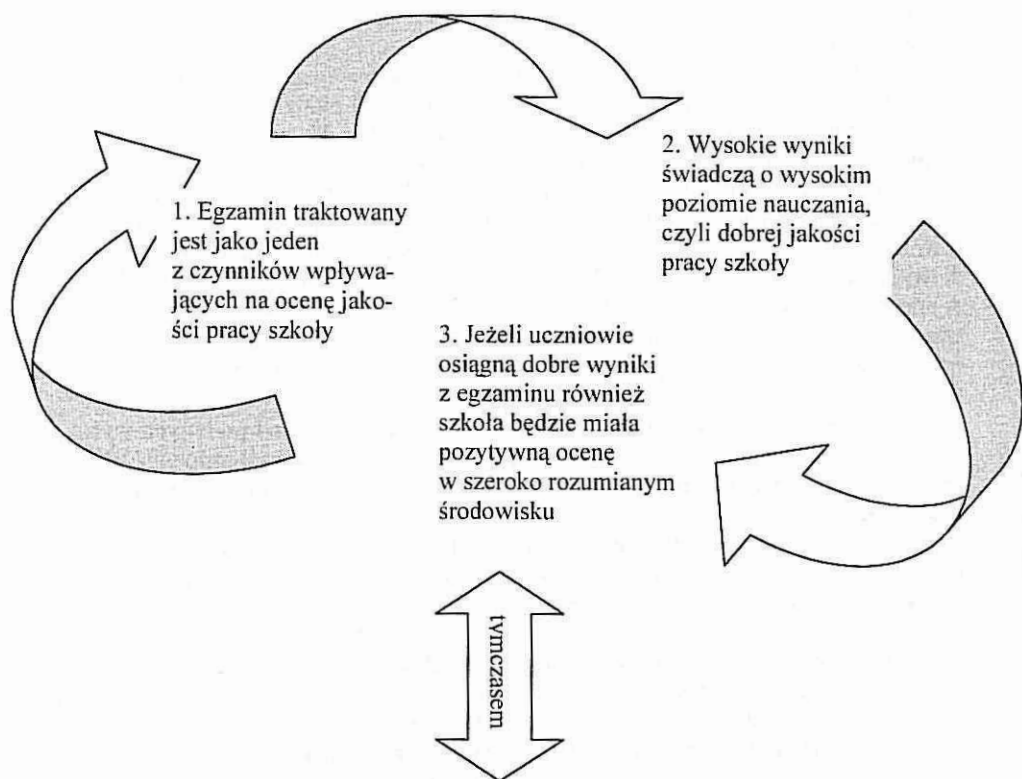 1. Egzamin traktowany
jest jako jeden
z czynników wpływa-
jących na ocenę jako-
ści pracy szkoły
2. Wysokie wyniki
świadczą o wysokim
poziomie nauczania,
czyli dobrej jakości
pracy szkoły
3. Jeżeli uczniowie
osiągną dobre wyniki
z egzaminu również
szkoła będzie miała
pozytywną ocenę
w szeroko rozumianym
środowisku
tymczasem